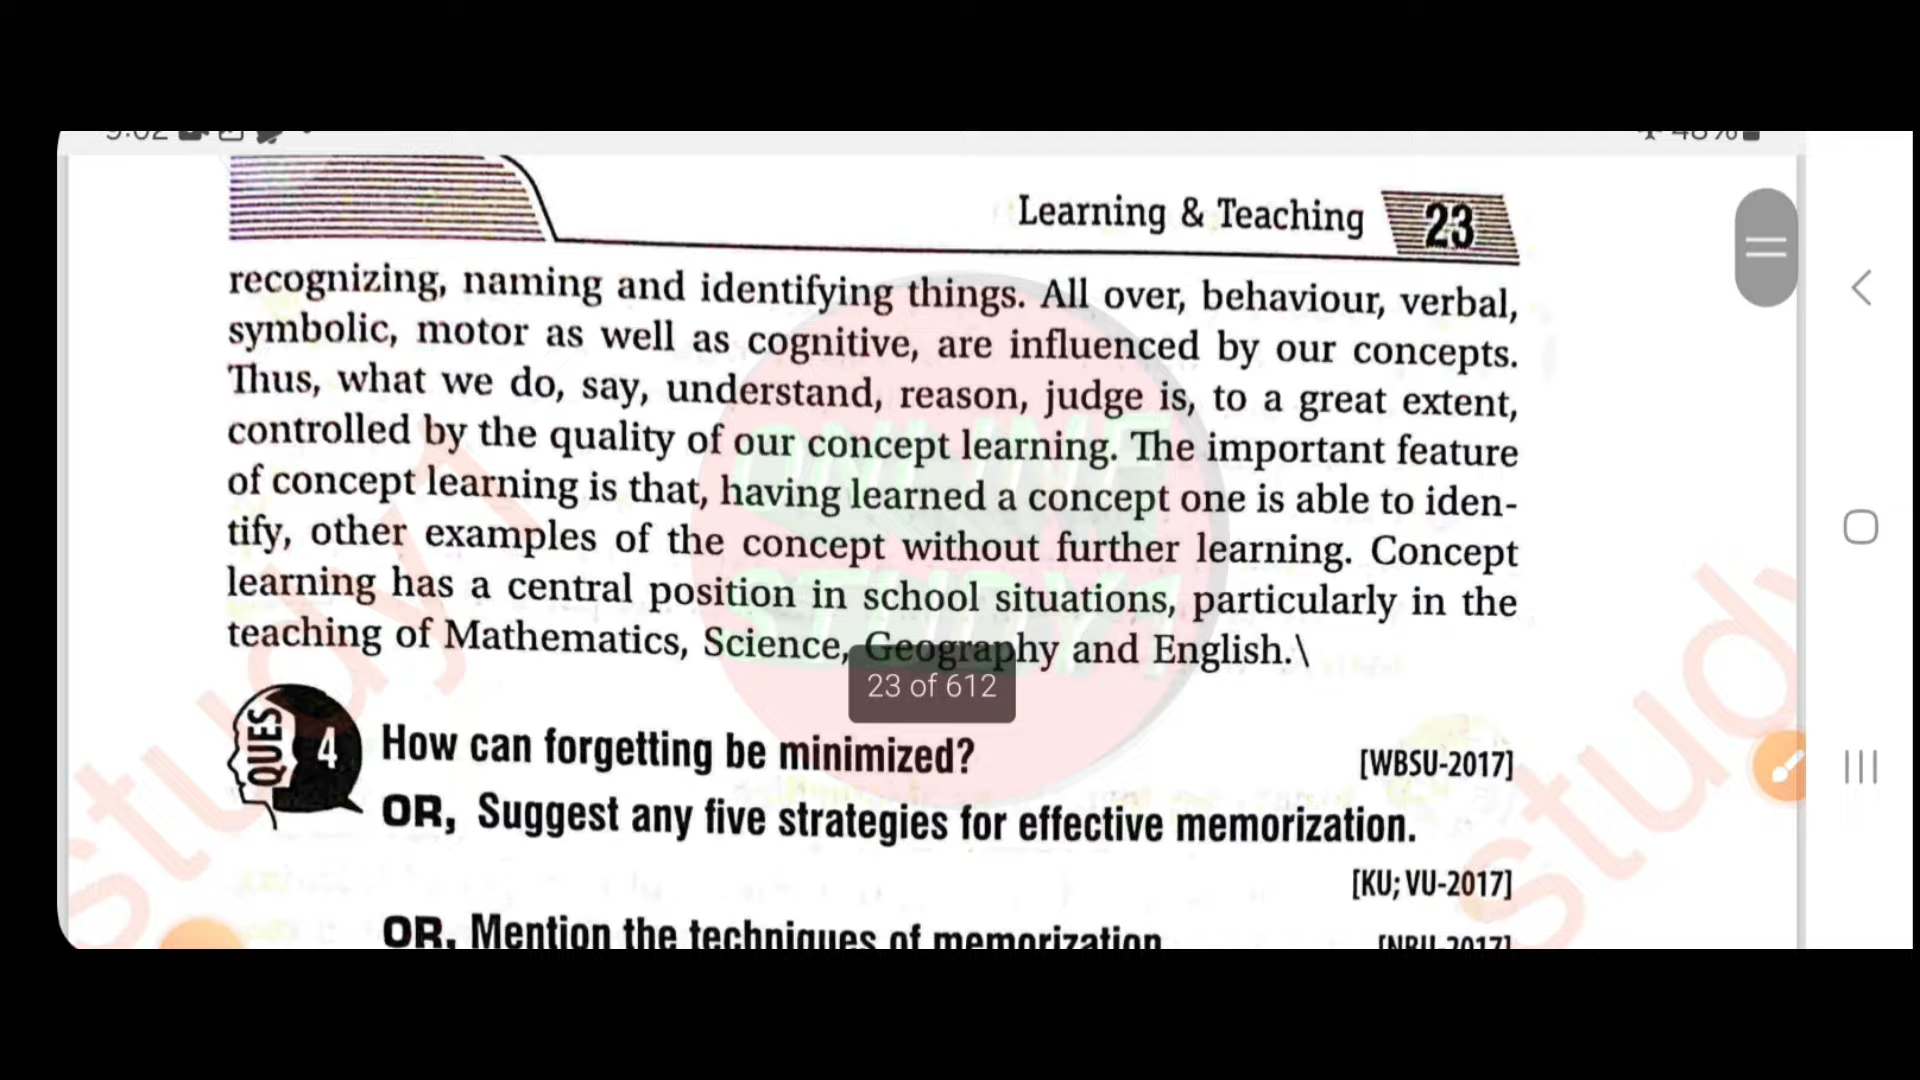 Learning & Teaching 23
recognizing, naming and identifying things. All over, behaviour, verbal,
symbolic, motor as well as cognitive, are influenced by our concepts.
Thus, what we do, say, understand, reason, judge is, to a great extent,
controlled by the quality of our concept learning. The important feature
of concept learning is that, having learned a concept one is able to iden-
tify, other examples of the concept without further learning. Concept
learning has a central position in school situations, particularly in the
teaching of Mathematics, Science, Geography and English.\
23 of 612
QUES 4 How can forgetting be minimized? [WBSU-2017]
OR, Suggest any five strategies for effective memorization.
[KU; VU-2017]
OR, Mention the techniques of memorization [NBU-2017]
ONLINE
STUDY1
study1
study